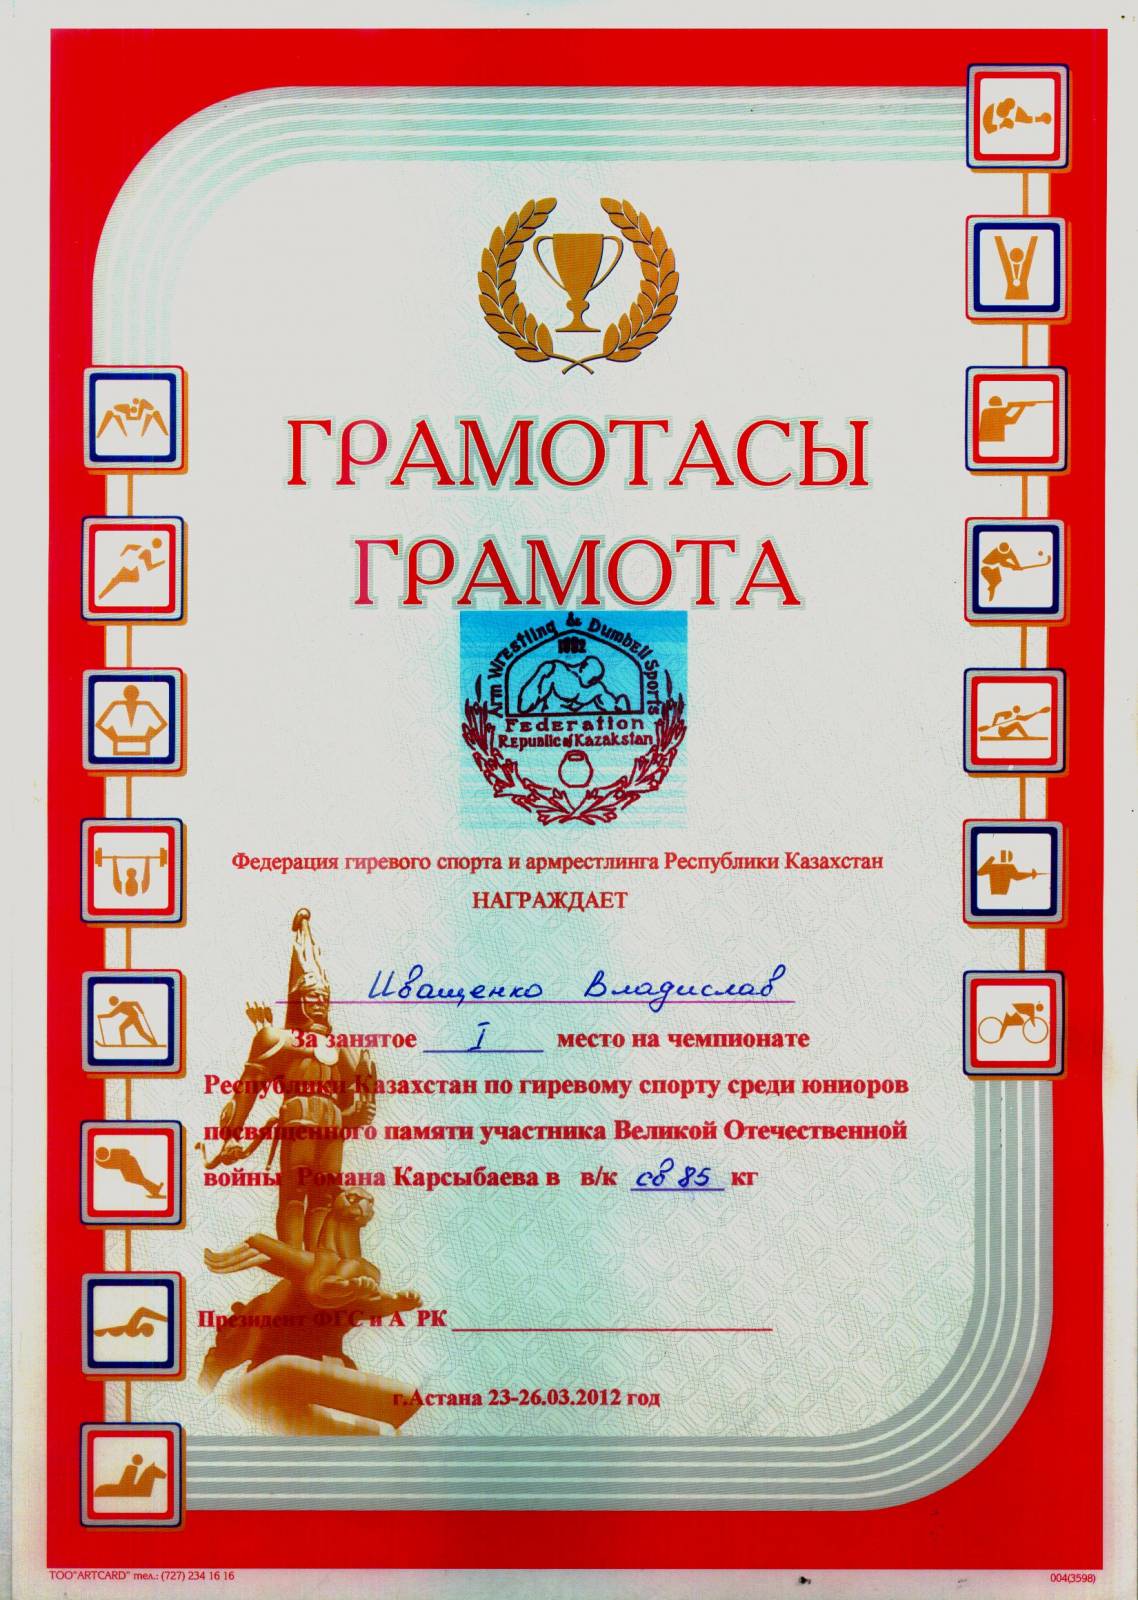 ГРАМОТАСЫ
ГРАМОТА
Arm Wrestling & Dumbell Sports
1992
Federation
Republic of Kazakstan
Федерация гиревого спорта и армрестлинга Республики Казахстан
НАГРАЖДАЕТ
Иващенко Владислав
За занятое I место на чемпионате
Республики Казахстан по гиревому спорту среди юниоров
посвященного памяти участника Великой Отечественной
войны Романа Карсыбаева в в/к св 85 кг
Президент ФГС и А РК
г.Астана 23-26.03.2012 год
ТОО"ARTCARD" тел.: (727) 234 16 16
004(3598)